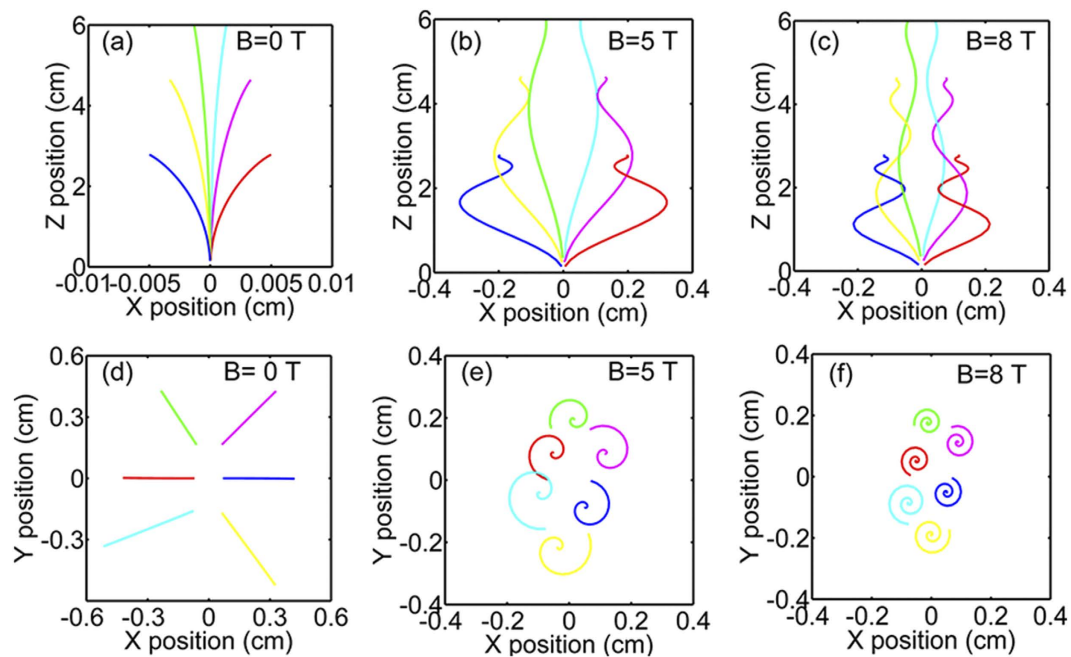 (a) B=0 T
6
4
2
0
-0.01 -0.005 0 0.005 0.01
X position (cm)
Z position (cm)
(b) B=5 T
6
4
2
0
-0.4 -0.2 0 0.2 0.4
X position (cm)
Z position (cm)
(c) B=8 T
6
4
2
0
-0.4 -0.2 0 0.2 0.4
X position (cm)
Z position (cm)
(d) B= 0 T
0.6
0.3
0
-0.3
-0.6 -0.3 0 0.3 0.6
X position (cm)
Y position (cm)
(e) B=5 T
0.4
0.2
0
-0.2
-0.4
-0.4 -0.2 0 0.2 0.4
X position (cm)
Y position (cm)
(f) B=8 T
0.4
0.2
0
-0.2
-0.4
-0.4 -0.2 0 0.2 0.4
X position (cm)
Y position (cm)